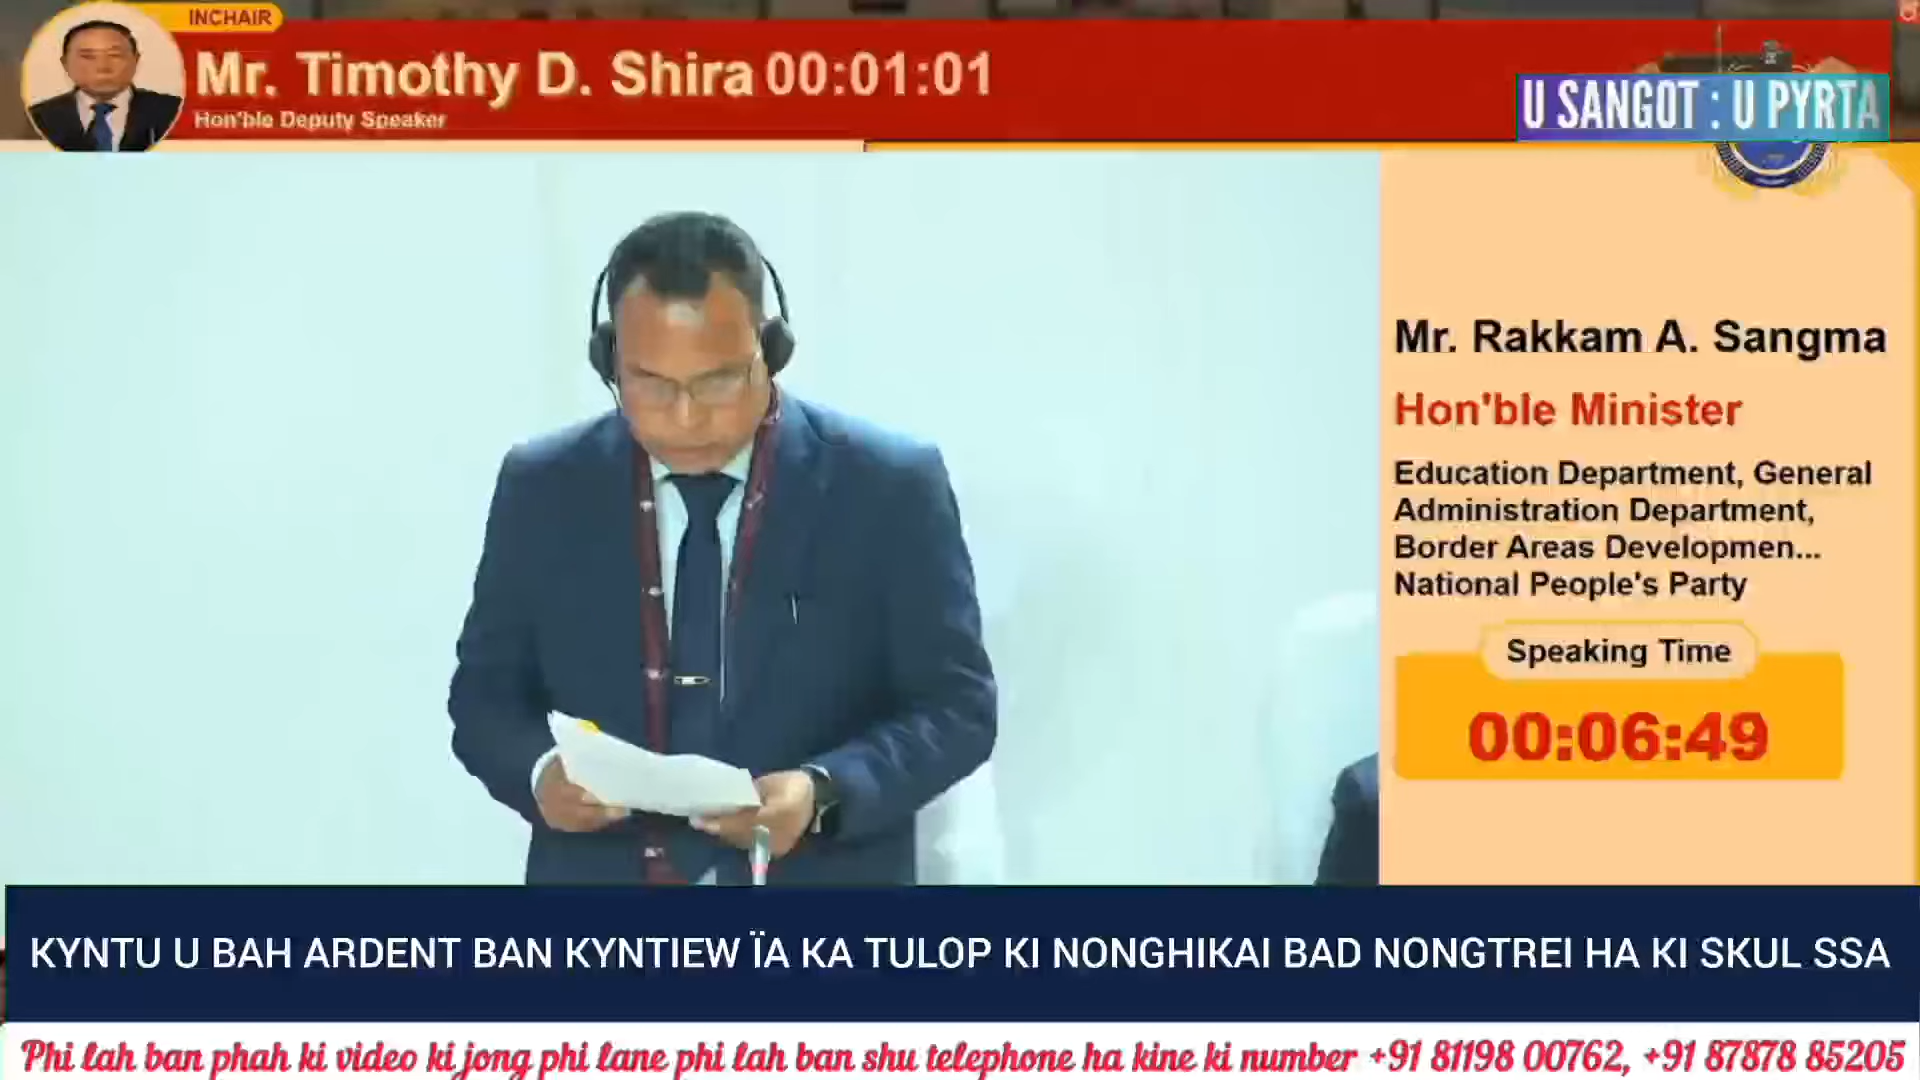 INCHAIR
Mr. Timothy D. Shira 00:01:01
Hon'ble Deputy Speaker
U SANGOT : U PYRTA
Mr. Rakkam A. Sangma
Hon'ble Minister
Education Department, General
Administration Department,
Border Areas Developmen...
National People's Party
Speaking Time
00:06:49
KYNTU U BAH ARDENT BAN KYNTIEW ÏA KA TULOP KI NONGHIKAI BAD NONGTREI HA KI SKUL SSA
Phi lah ban phah ki video ki jong phi lane phi lah ban shu telephone ha kine ki number +91 81198 00762, +91 87878 85205